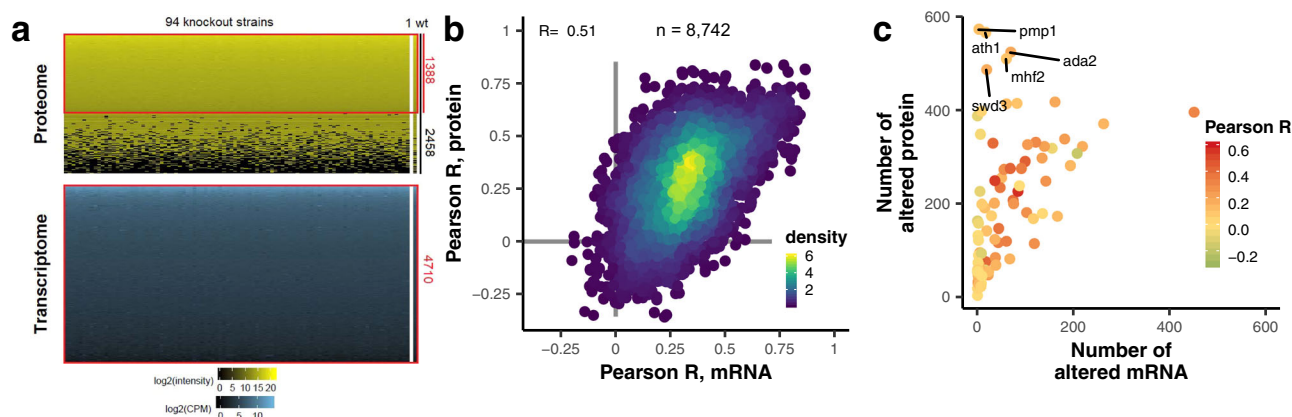 a
94 knockout strains
1 wt
Proteome
1388
2458
Transcriptome
4710
log2(intensity)
0 5 10 15 20
log2(CPM)
0 5 10
b
R= 0.51
n = 8,742
Pearson R, protein
1
0.75
0.5
0.25
0
−0.25
density
6
4
2
−0.25 0 0.25 0.5 0.75 1
Pearson R, mRNA
c
Number of
altered protein
600
400
200
0
pmp1
ath1
ada2
mhf2
swd3
Pearson R
0.6
0.4
0.2
0.0
−0.2
0 200 400 600
Number of
altered mRNA